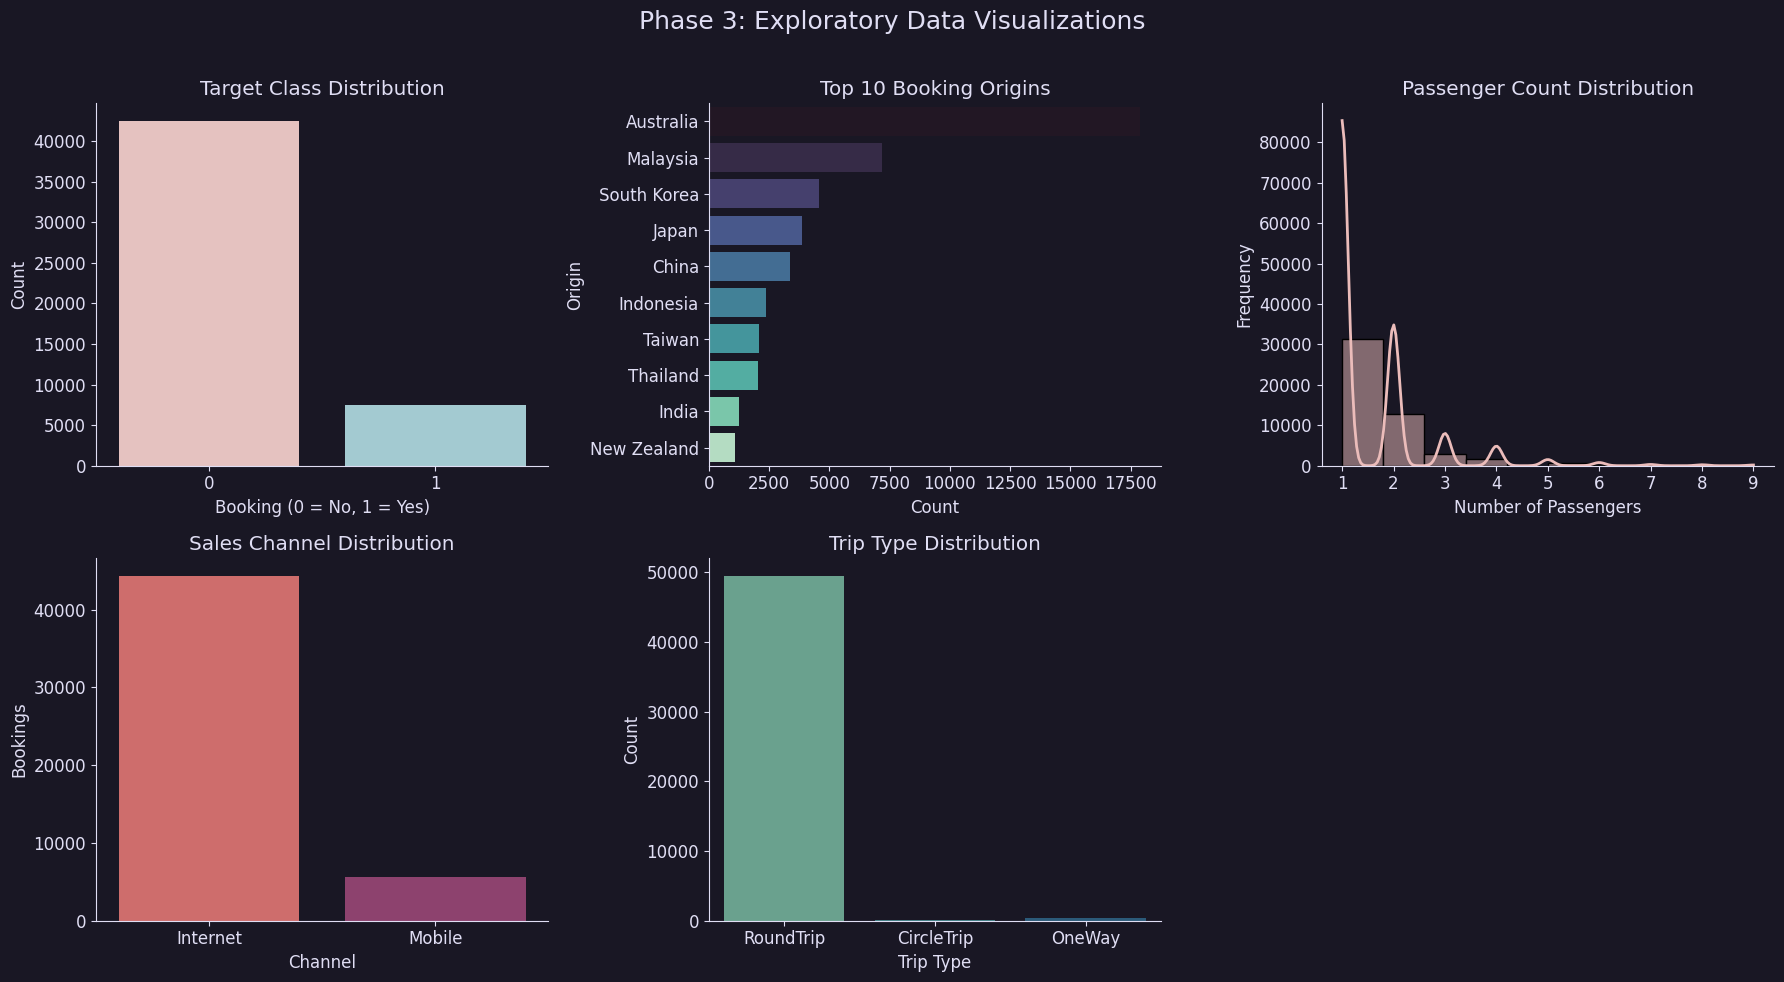 Phase 3: Exploratory Data Visualizations
Target Class Distribution
Count
40000
35000
30000
25000
20000
15000
10000
5000
0
0 1
Booking (0 = No, 1 = Yes)
Top 10 Booking Origins
Origin
Australia
Malaysia
South Korea
Japan
China
Indonesia
Taiwan
Thailand
India
New Zealand
0 2500 5000 7500 10000 12500 15000 17500
Count
Passenger Count Distribution
Frequency
80000
70000
60000
50000
40000
30000
20000
10000
0
1 2 3 4 5 6 7 8 9
Number of Passengers
Sales Channel Distribution
Bookings
40000
30000
20000
10000
0
Internet Mobile
Channel
Trip Type Distribution
Count
50000
40000
30000
20000
10000
0
RoundTrip CircleTrip OneWay
Trip Type